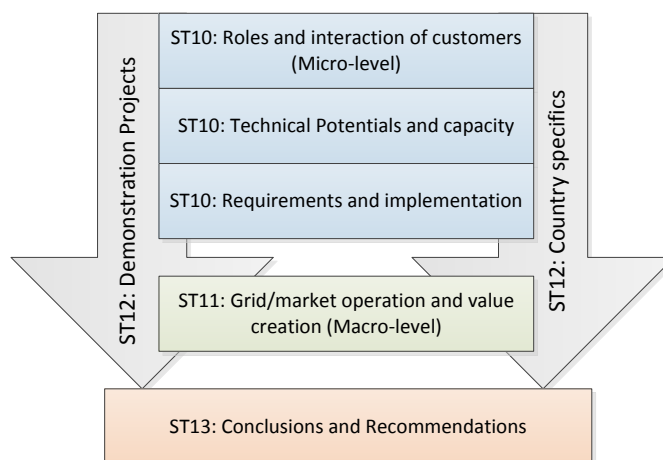 ST10: Roles and interaction of customers
(Micro-level)
ST10: Technical Potentials and capacity
ST10: Requirements and implementation
ST12: Demonstration Projects
ST12: Country specifics
ST11: Grid/market operation and value
creation (Macro-level)
ST13: Conclusions and Recommendations